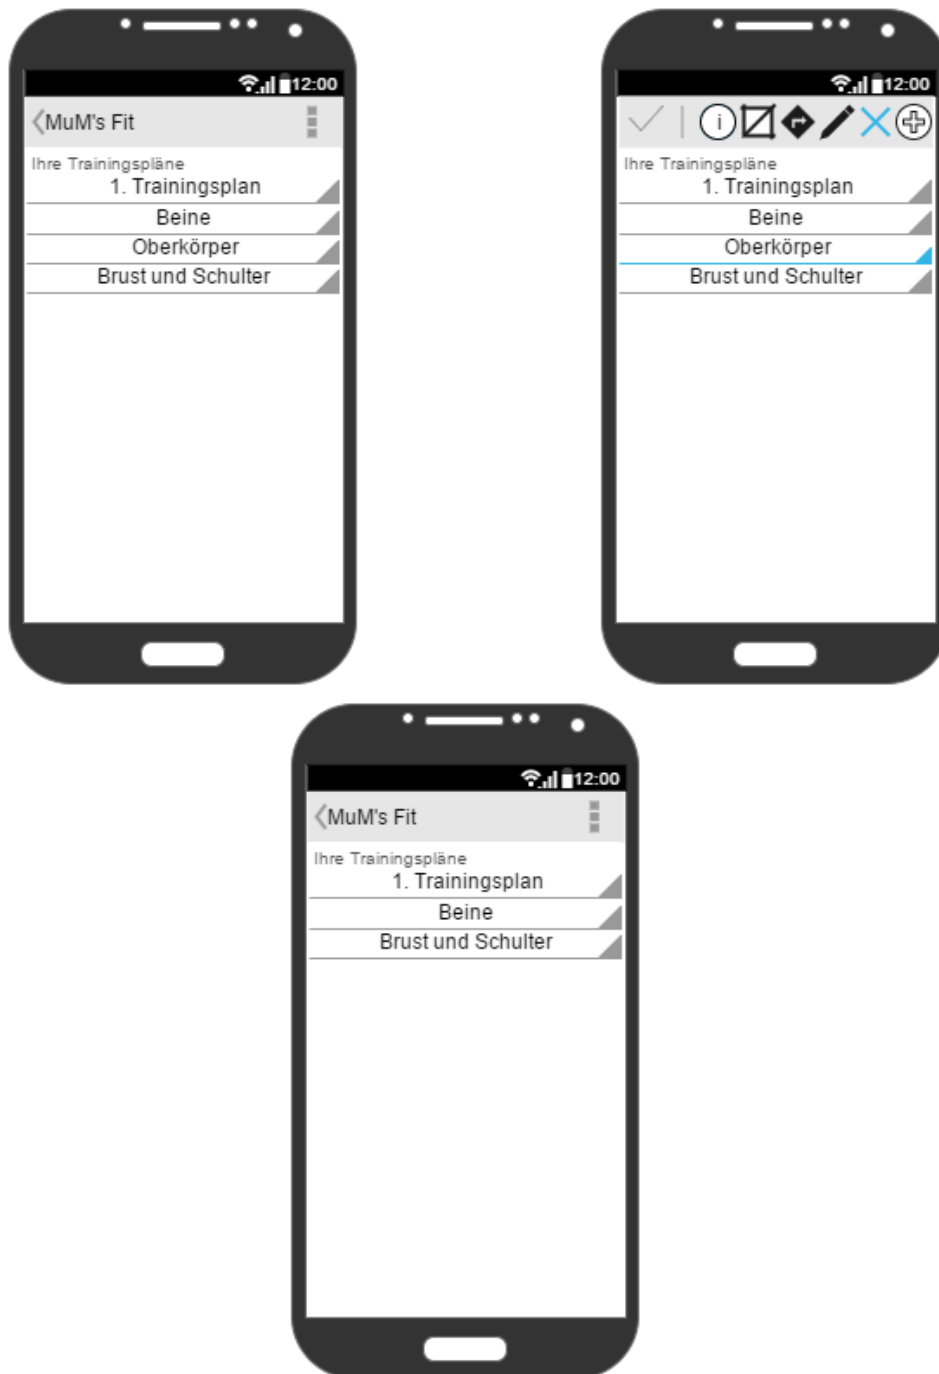 12:00
MuM's Fit
Ihre Trainingspläne
1. Trainingsplan
Beine
Oberkörper
Brust und Schulter
12:00
i
Ihre Trainingspläne
1. Trainingsplan
Beine
Oberkörper
Brust und Schulter
12:00
MuM's Fit
Ihre Trainingspläne
1. Trainingsplan
Beine
Brust und Schulter